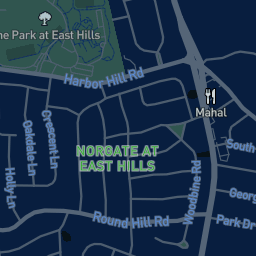 ne Park at East Hills
Harbor Hill Rd
Mahal
Crescent Ln
Oakdale Ln
Holly Ln
NORGATE AT
EAST HILLS
South
Woodbine Rd
Georg
Round Hill Rd
Park Dr